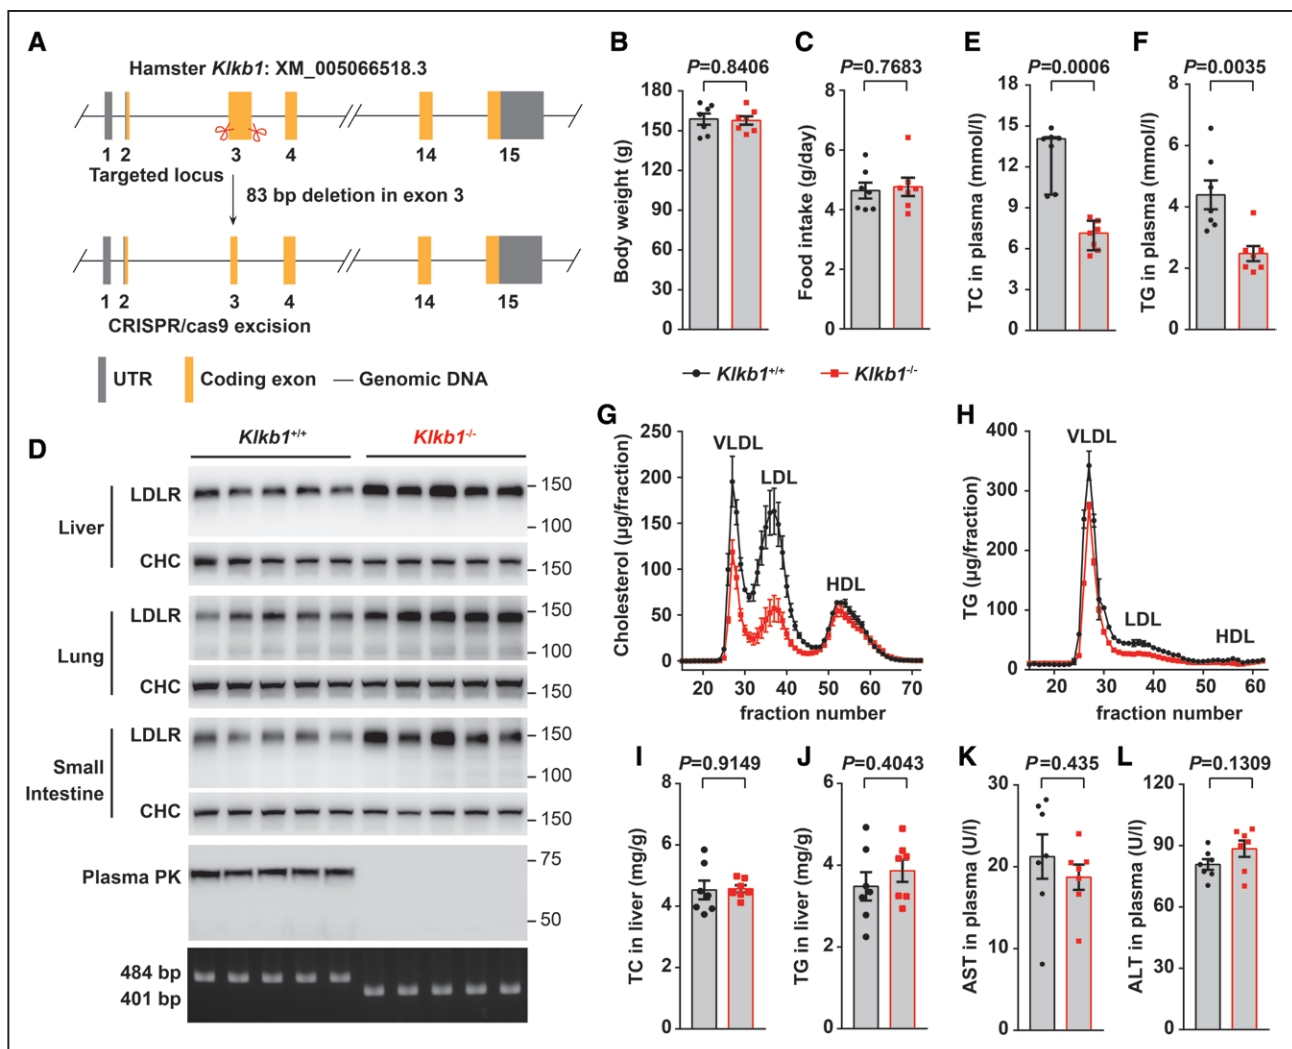 A
Hamster Klkb1: XM_005066518.3
1 2 3 4 14 15
Targeted locus
83 bp deletion in exon 3
1 2 3 4 14 15
CRISPR/cas9 excision
UTR Coding exon Genomic DNA
B
P=0.8406
Body weight (g)
180
150
120
90
60
30
0
C
P=0.7683
Food intake (g/day)
8
6
4
2
0
E
P=0.0006
TC in plasma (mmol/l)
18
15
12
9
6
3
0
F
P=0.0035
TG in plasma (mmol/l)
8
6
4
2
0
Klkb1+/+ Klkb1-/-
D
Klkb1+/+ Klkb1-/-
Liver
LDLR
150
100
CHC
150
Lung
LDLR
150
100
CHC
150
Small
Intestine
LDLR
150
100
CHC
150
Plasma PK
75
50
484 bp
401 bp
G
Cholesterol (µg/fraction)
250
200
150
100
50
0
VLDL
LDL
HDL
20 30 40 50 60 70
fraction number
H
TG (µg/fraction)
400
300
200
100
0
VLDL
LDL
HDL
20 30 40 50 60
fraction number
I
P=0.9149
TC in liver (mg/g)
8
6
4
2
0
J
P=0.4043
TG in liver (mg/g)
6
4
2
0
K
P=0.435
AST in plasma (U/l)
30
20
10
0
L
P=0.1309
ALT in plasma (U/l)
120
90
60
30
0